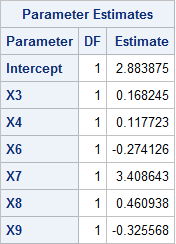 Parameter Estimates
Parameter DF Estimate
Intercept 1 2.883875
X3 1 0.168245
X4 1 0.117723
X6 1 -0.274126
X7 1 3.408643
X8 1 0.460938
X9 1 -0.325568